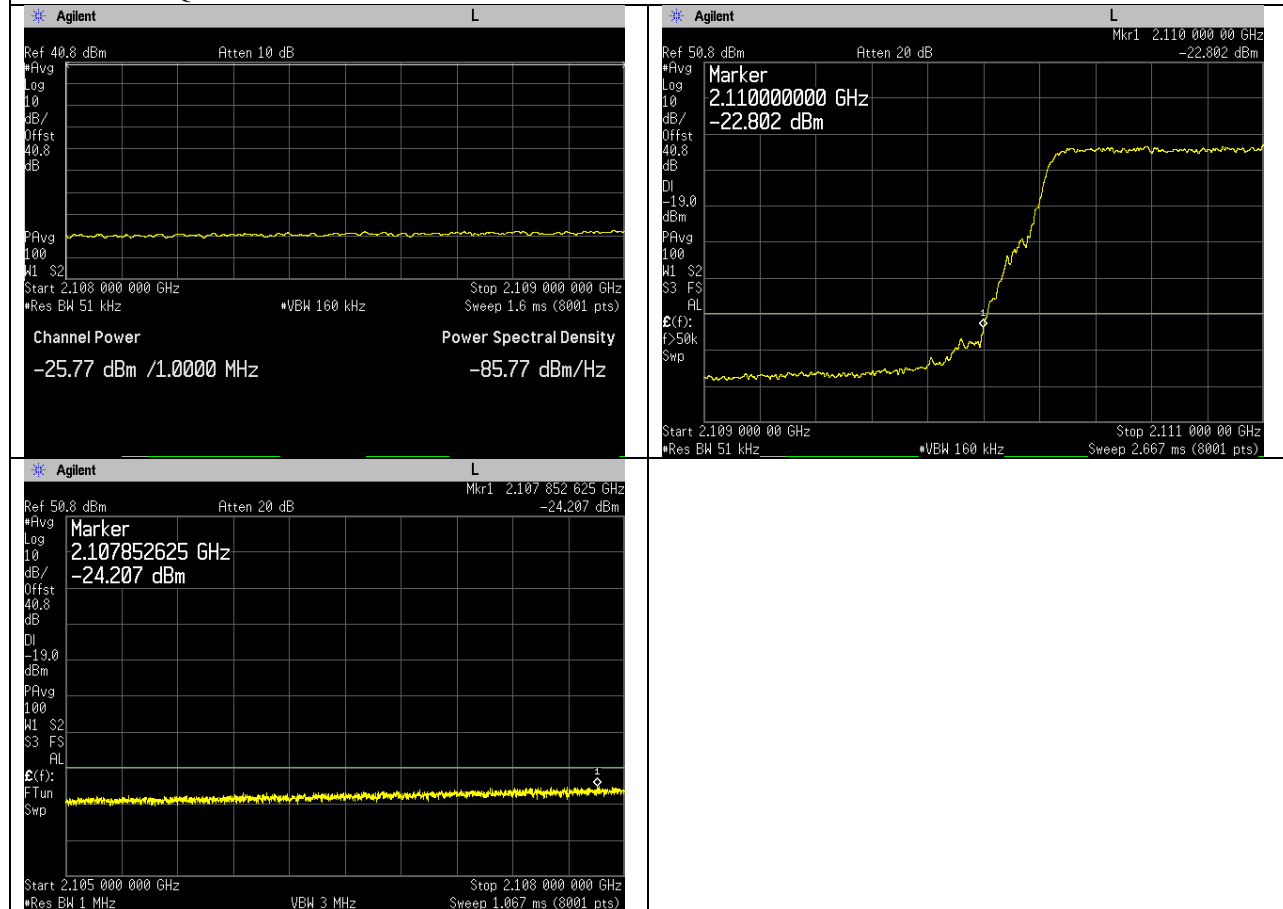 Agilent L
Ref 40.8 dBm Atten 10 dB
#Avg
Log
10
dB/
Offst
40.8
dB
PAvg
100
W1 S2
Start 2.108 000 000 GHz Stop 2.109 000 000 GHz
#Res BW 51 kHz #VBW 160 kHz Sweep 1.6 ms (8001 pts)
Channel Power Power Spectral Density
-25.77 dBm /1.0000 MHz -85.77 dBm/Hz
Agilent L
Mkr1 2.110 000 00 GHz
Ref 50.8 dBm Atten 20 dB -22.802 dBm
#Avg
Log
10
dB/
Offst
40.8
dB
DI
-19.0
dBm
PAvg
100
W1 S2
S3 FS
AL
£(f):
f>50k
Swp
Marker
2.110000000 GHz
-22.802 dBm
1
Start 2.109 000 00 GHz Stop 2.111 000 00 GHz
#Res BW 51 kHz #VBW 160 kHz Sweep 2.667 ms (8001 pts)
Agilent L
Mkr1 2.107 852 625 GHz
Ref 50.8 dBm Atten 20 dB -24.207 dBm
#Avg
Log
10
dB/
Offst
40.8
dB
DI
-19.0
dBm
PAvg
100
W1 S2
S3 FS
AL
£(f):
FTun
Swp
Marker
2.107852625 GHz
-24.207 dBm
1
Start 2.105 000 000 GHz Stop 2.108 000 000 GHz
#Res BW 1 MHz VBW 3 MHz Sweep 1.067 ms (8001 pts)